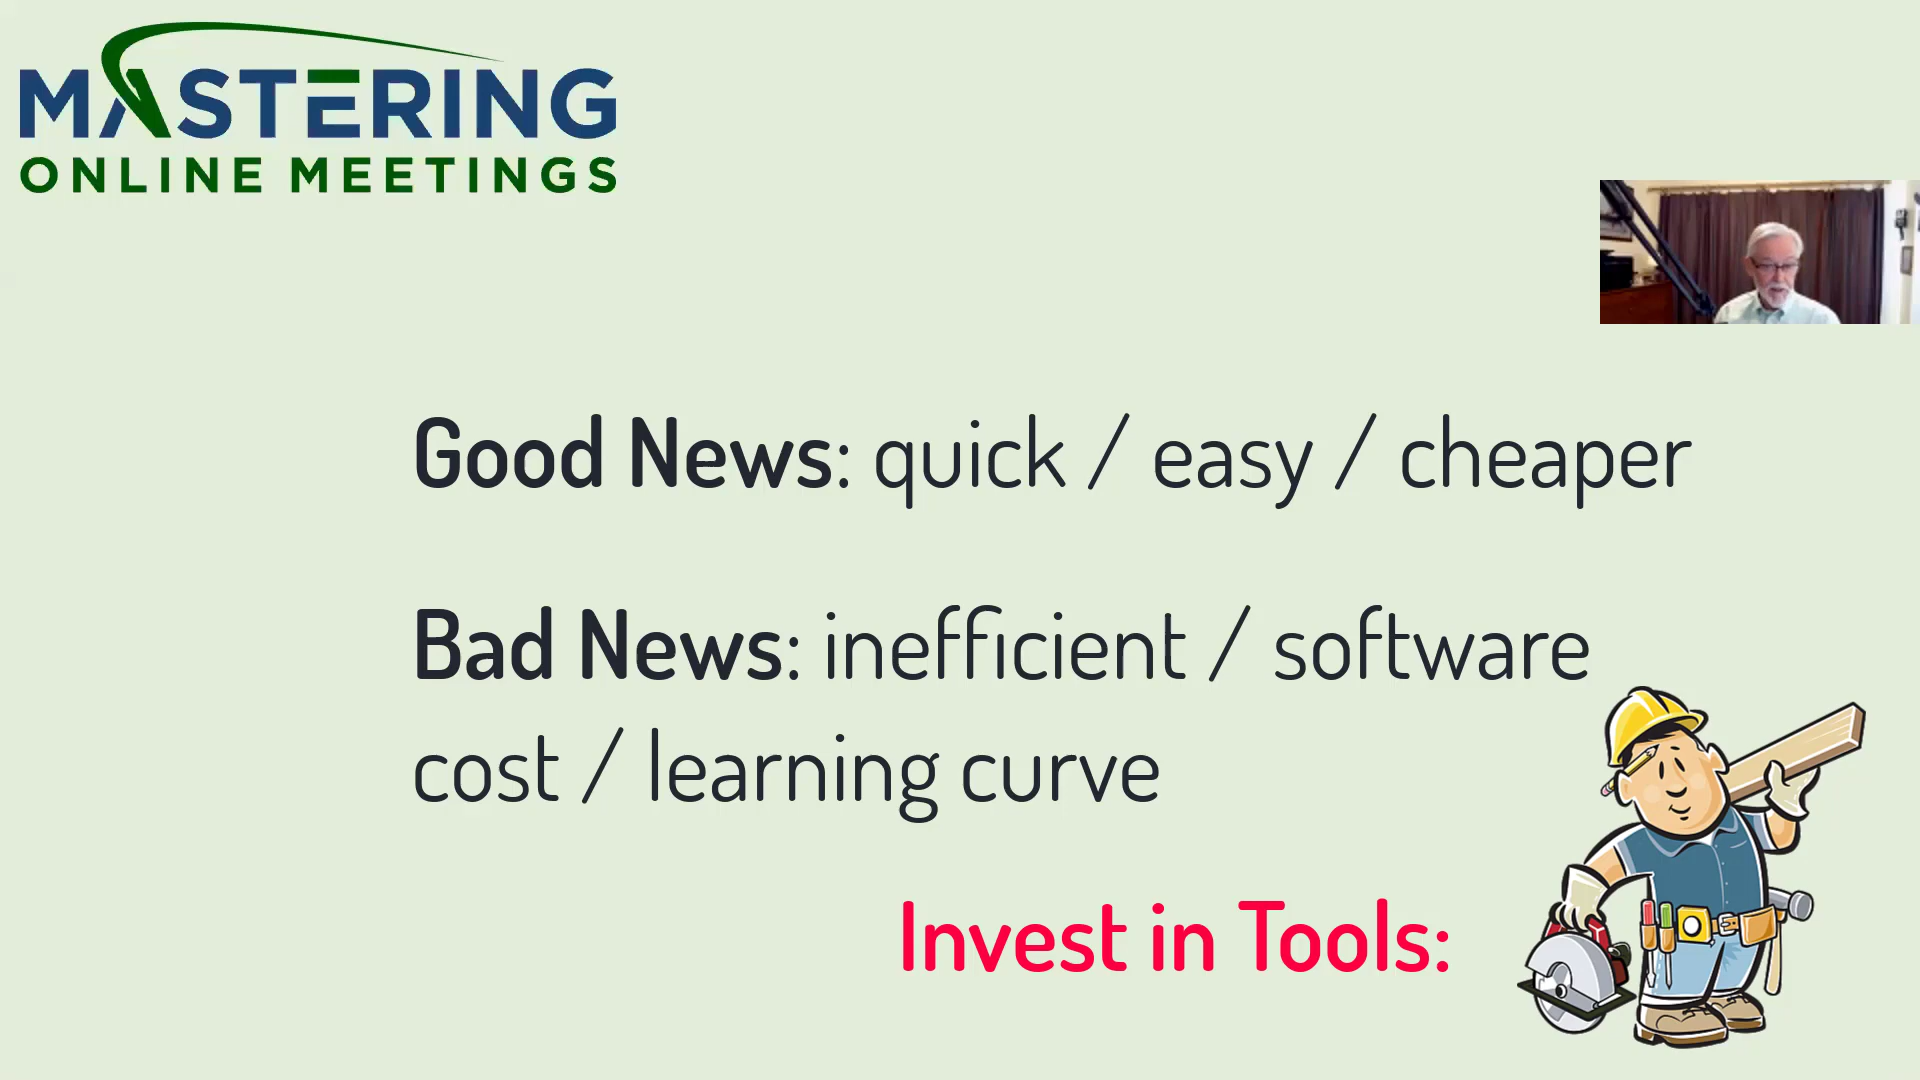 MASTERING
ONLINE MEETINGS
Good News: quick / easy / cheaper
Bad News: inefficient / software
cost / learning curve
Invest in Tools: